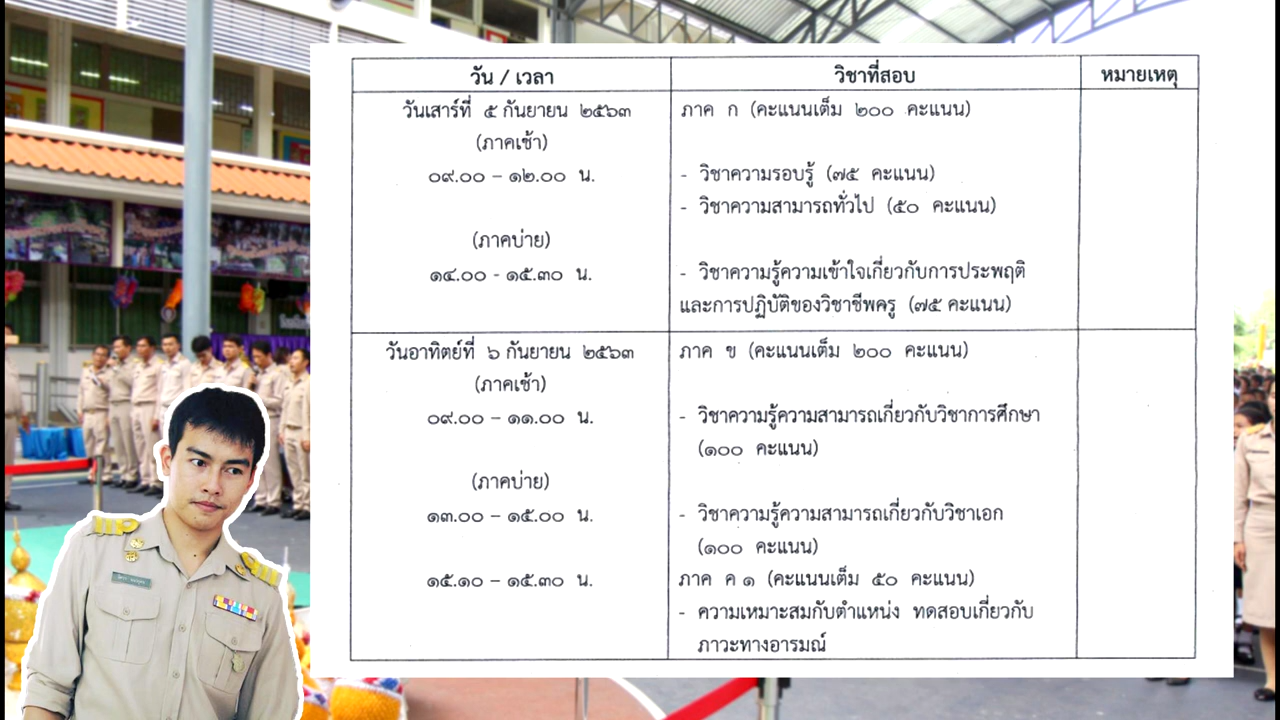 วัน / เวลา
วิชาที่สอบ
หมายเหตุ
วันเสาร์ที่ ๕ กันยายน ๒๕๖๓
ภาค ก (คะแนนเต็ม ๒๐๐ คะแนน)
(ภาคเช้า)
๐๙.๐๐ – ๑๒.๐๐ น.
- วิชาความรอบรู้ (๗๕ คะแนน)
- วิชาความสามารถทั่วไป (๕๐ คะแนน)
(ภาคบ่าย)
๑๔.๐๐ - ๑๕.๓๐ น.
- วิชาความรู้ความเข้าใจเกี่ยวกับการประพฤติ
และการปฏิบัติของวิชาชีพครู (๗๕ คะแนน)
วันอาทิตย์ที่ ๖ กันยายน ๒๕๖๓
ภาค ข (คะแนนเต็ม ๒๐๐ คะแนน)
(ภาคเช้า)
๐๙.๐๐ – ๑๑.๐๐ น.
- วิชาความรู้ความสามารถเกี่ยวกับวิชาการศึกษา
(๑๐๐ คะแนน)
(ภาคบ่าย)
๑๓.๐๐ – ๑๕.๐๐ น.
- วิชาความรู้ความสามารถเกี่ยวกับวิชาเอก
(๑๐๐ คะแนน)
๑๕.๑๐ – ๑๕.๓๐ น.
ภาค ค ๑ (คะแนนเต็ม ๕๐ คะแนน)
- ความเหมาะสมกับตำแหน่ง ทดสอบเกี่ยวกับ
ภาวะทางอารมณ์